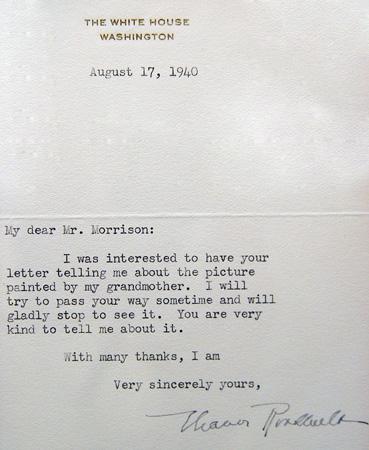 THE WHITE HOUSE
WASHINGTON
August 17, 1940
My dear Mr. Morrison:
I was interested to have your
letter telling me about the picture
painted by my grandmother. I will
try to pass your way sometime and will
gladly stop to see it. You are very
kind to tell me about it.
With many thanks, I am
Very sincerely yours,
Eleanor Roosevelt